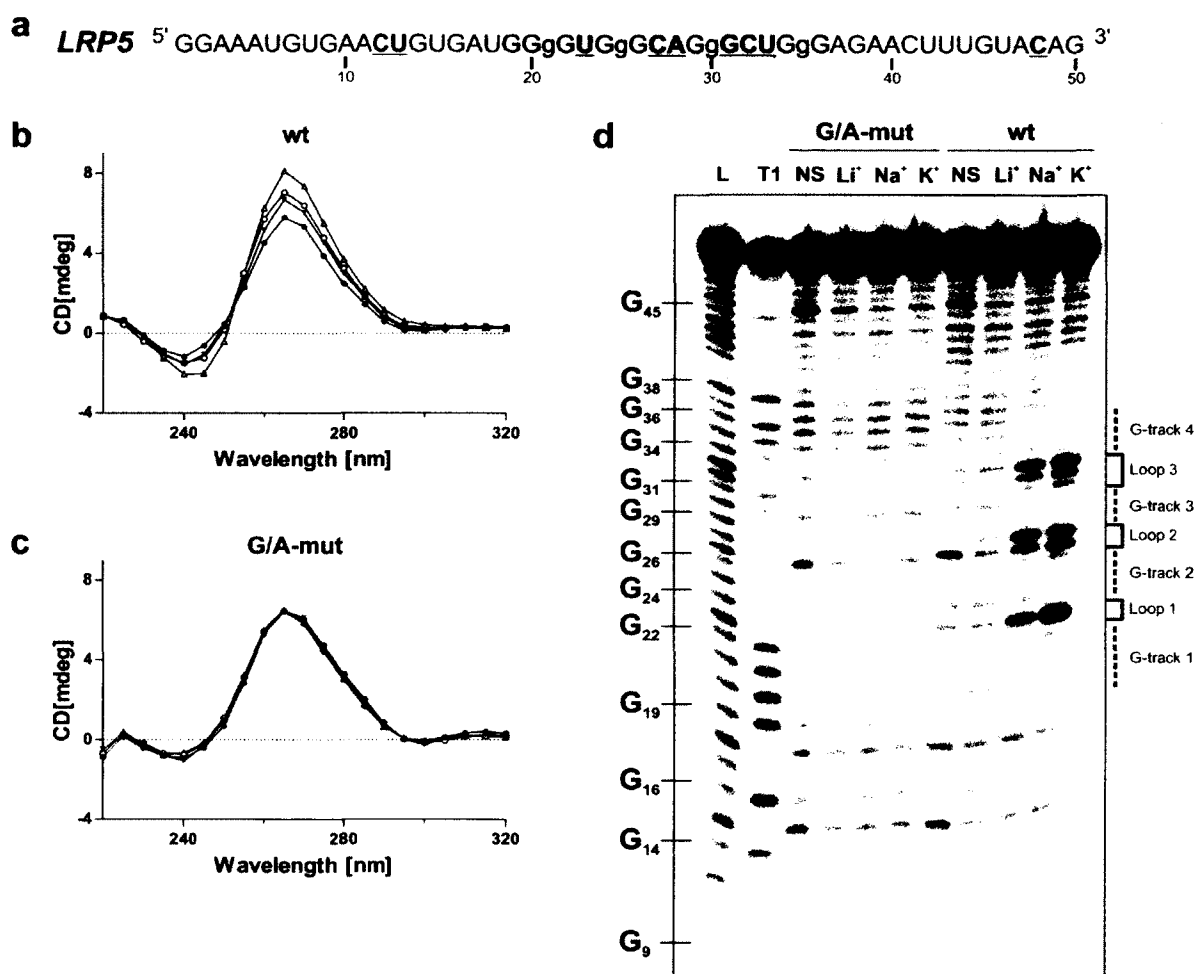 a
LRP5 5' GGAAAUGUGAACUGUGAUGGgGUGgGCAGgGCUGgGAGAACUUUGUACAG 3'
10 20 30 40 50
b
wt
8
4
0
-4
CD[mdeg]
240 280 320
Wavelength [nm]
c
G/A-mut
8
4
0
-4
CD[mdeg]
240 280 320
Wavelength [nm]
d
G/A-mut wt
L T1 NS Li⁺ Na⁺ K⁺ NS Li⁺ Na⁺ K⁺
G₄₅
G₃₈
G₃₆
G₃₄
G₃₁
G₂₉
G₂₆
G₂₄
G₂₂
G₁₉
G₁₆
G₁₄
G₉
G-track 4
Loop 3
G-track 3
Loop 2
G-track 2
Loop 1
G-track 1